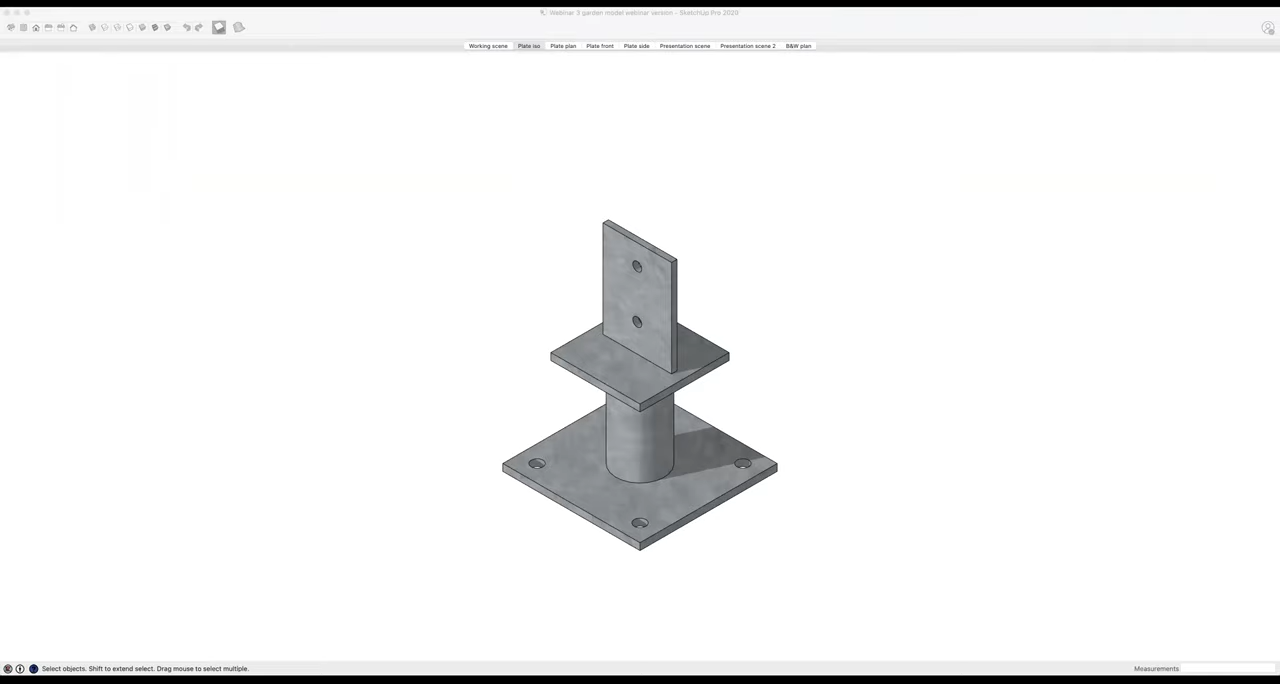 Webinar 3 garden model webinar session - SketchUp Pro 2020
Working scene Plate iso Plate plan Plate front Plate side Presentation scene Presentation scene 2 B&W plan
Select objects. Shift to extend select. Drag mouse to select multiple.
Measurements